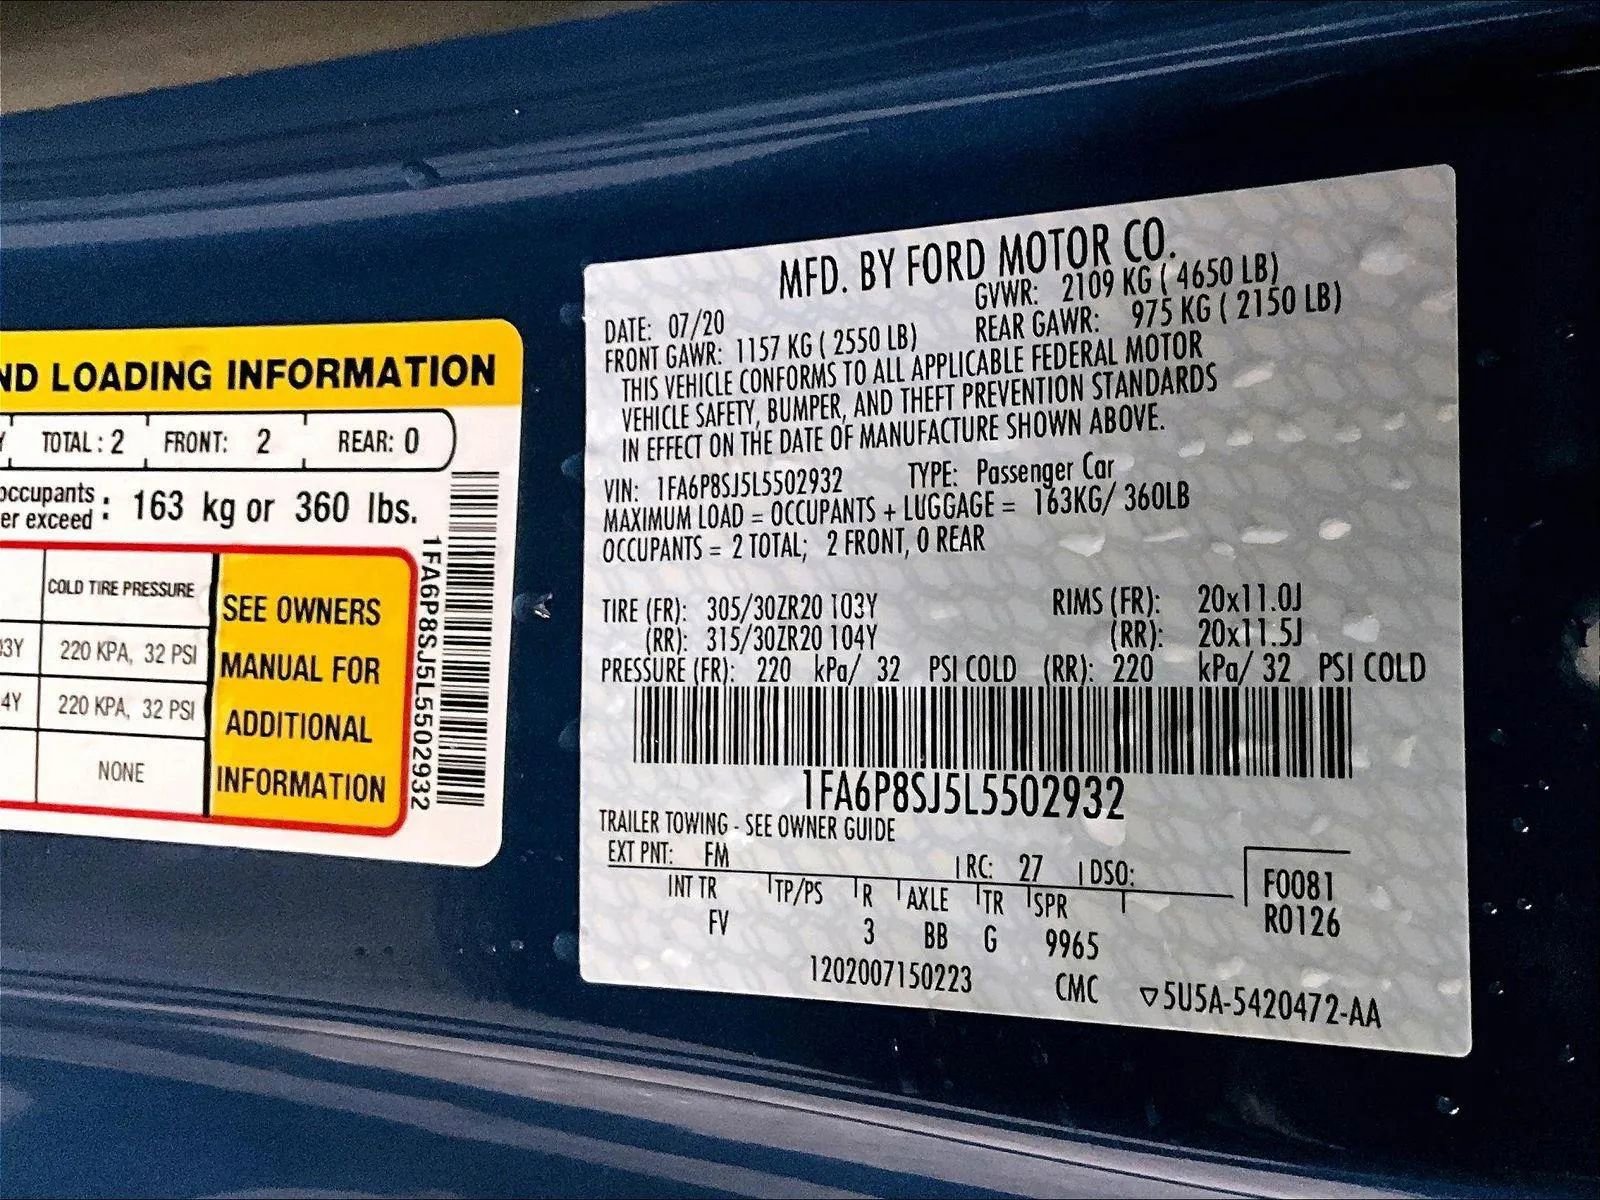 ND LOADING INFORMATION
TOTAL : 2 FRONT: 2 REAR: 0
occupants : 163 kg or 360 lbs.
er exceed
COLD TIRE PRESSURE
3Y 220 KPA, 32 PSI
4Y 220 KPA, 32 PSI
NONE
SEE OWNERS
MANUAL FOR
ADDITIONAL
INFORMATION
1FA6P8SJ5L5502932
MFD. BY FORD MOTOR CO.
DATE: 07/20 GVWR: 2109 KG ( 4650 LB)
FRONT GAWR: 1157 KG ( 2550 LB) REAR GAWR: 975 KG ( 2150 LB)
THIS VEHICLE CONFORMS TO ALL APPLICABLE FEDERAL MOTOR
VEHICLE SAFETY, BUMPER, AND THEFT PREVENTION STANDARDS
IN EFFECT ON THE DATE OF MANUFACTURE SHOWN ABOVE.
VIN: 1FA6P8SJ5L5502932 TYPE: Passenger Car
MAXIMUM LOAD = OCCUPANTS + LUGGAGE = 163KG/ 360LB
OCCUPANTS = 2 TOTAL; 2 FRONT, 0 REAR
TIRE (FR): 305/30ZR20 103Y RIMS (FR): 20x11.0J
(RR): 315/30ZR20 104Y (RR): 20x11.5J
PRESSURE (FR): 220 kPa/ 32 PSI COLD (RR): 220 kPa/ 32 PSI COLD
1FA6P8SJ5L5502932
TRAILER TOWING - SEE OWNER GUIDE
EXT PNT: FM RC: 27 DSO:
INT TR TP/PS R AXLE TR SPR
FV 3 BB G 9965
F0081
R0126
1202007150223 CMC ▽5U5A-5420472-AA